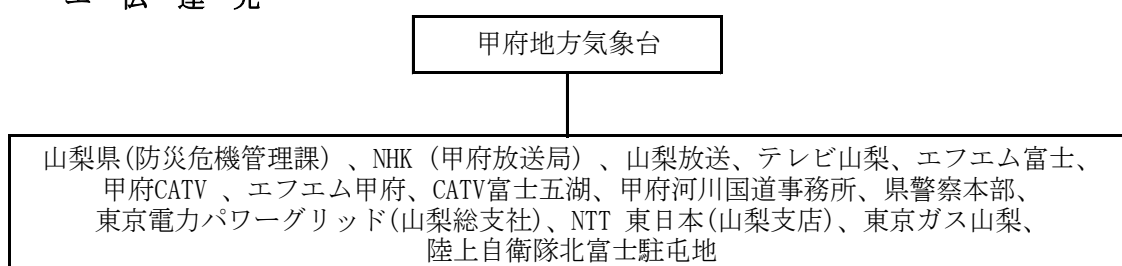 伝達先
甲府地方気象台
山梨県(防災危機管理課) 、NHK (甲府放送局) 、山梨放送、テレビ山梨、エフエム富士、
甲府CATV 、エフエム甲府、CATV富士五湖、甲府河川国道事務所、県警察本部、
東京電力パワーグリッド(山梨総支社)、NTT 東日本(山梨支店)、東京ガス山梨、
陸上自衛隊北富士駐屯地